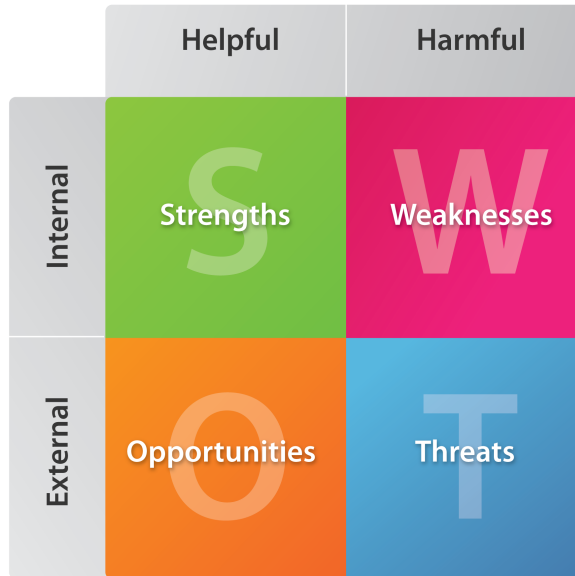 Helpful
Harmful
Internal
S
Strengths
W
Weaknesses
External
O
Opportunities
T
Threats